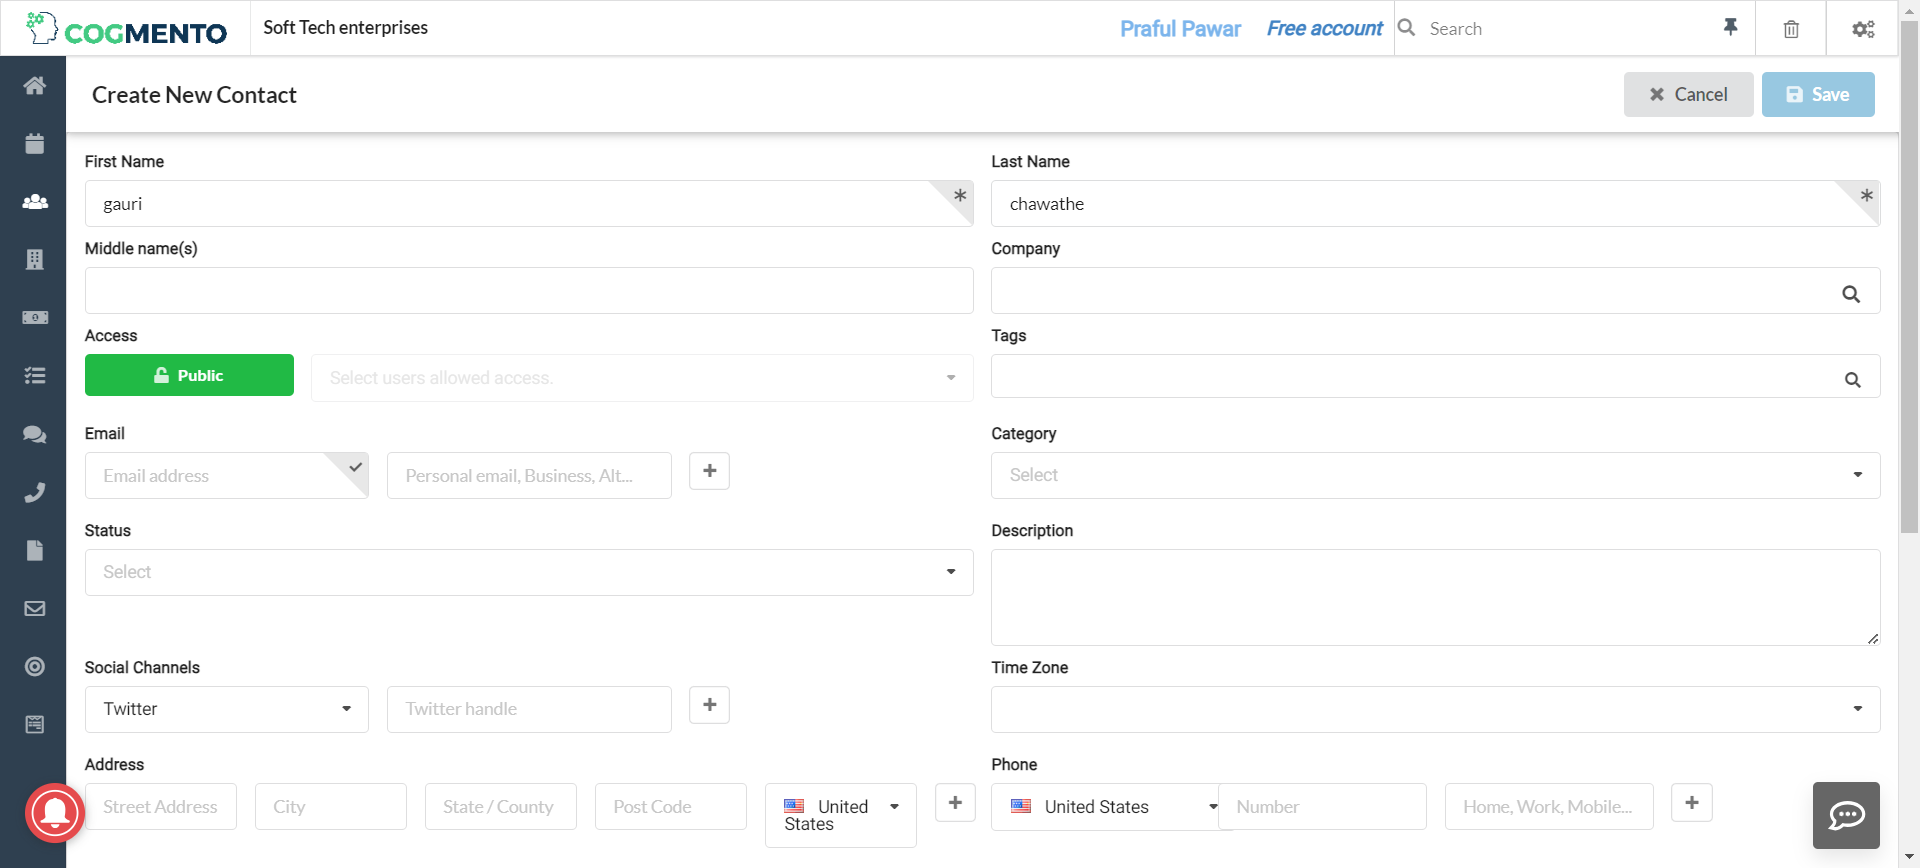 COGMENTO
Soft Tech enterprises
Praful Pawar
Free account
Search
Create New Contact
Cancel
Save
First Name
Last Name
gauri
chawathe
Middle name(s)
Company
Access
Tags
Public
Select users allowed access.
Email
Category
Email address
Personal email, Business, Alt...
Select
Status
Description
Select
Social Channels
Time Zone
Twitter
Twitter handle
Address
Phone
Street Address
City
State / County
Post Code
United
States
United States
Number
Home, Work, Mobile...